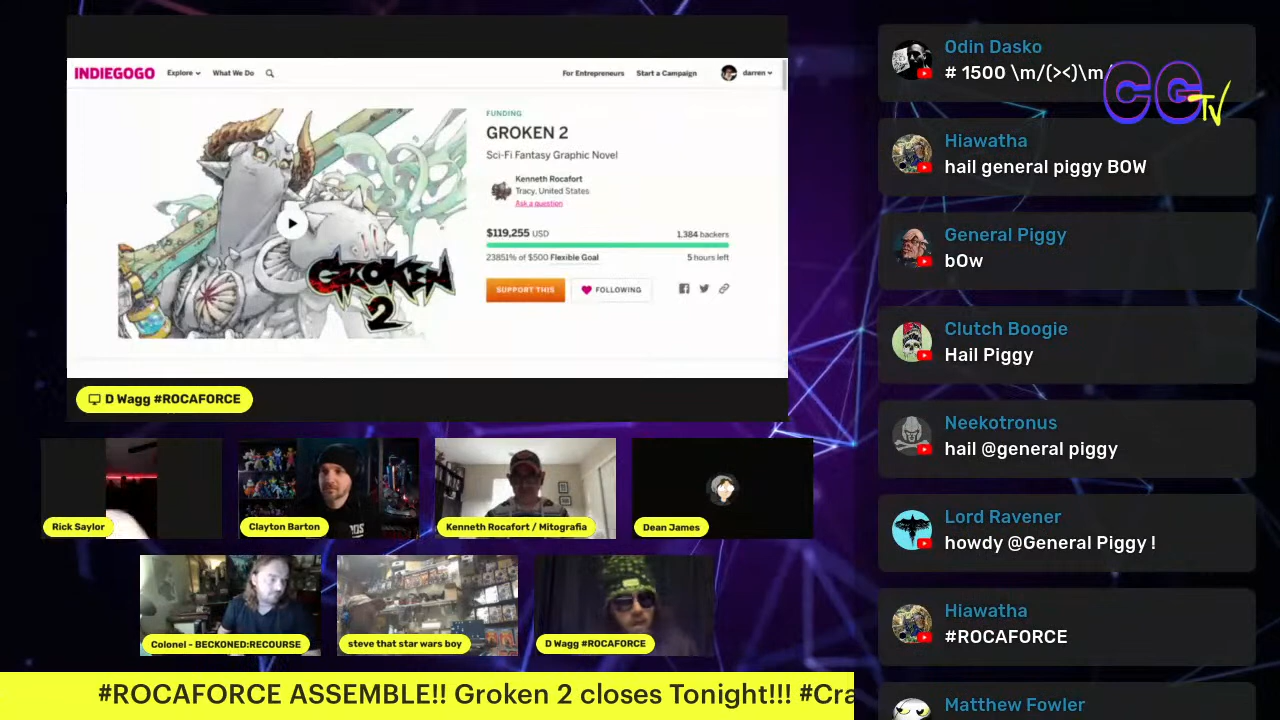 INDIEGOGO
Explore
What We Do
For Entrepreneurs
Start a Campaign
darren
FUNDING
GROKEN 2
Sci-Fi Fantasy Graphic Novel
Kenneth Rocafort
Tracy, United States
Ask a question
$119,255 USD
1,384 backers
23851% of $500 Flexible Goal
5 hours left
SUPPORT THIS
FOLLOWING
GROKEN
2
D Wagg #ROCAFORCE
Rick Saylor
Clayton Barton
Kenneth Rocafort / Mitografia
Dean James
Colonel - BECKONED:RECOURSE
steve that star wars boy
D Wagg #ROCAFORCE
#ROCAFORCE ASSEMBLE!! Groken 2 closes Tonight!!! #Cra
CG TV
Odin Dasko
# 1500 \m/(><)\m/
Hiawatha
hail general piggy BOW
General Piggy
bOw
Clutch Boogie
Hail Piggy
Neekotronus
hail @general piggy
Lord Ravener
howdy @General Piggy !
Hiawatha
#ROCAFORCE
Matthew Fowler